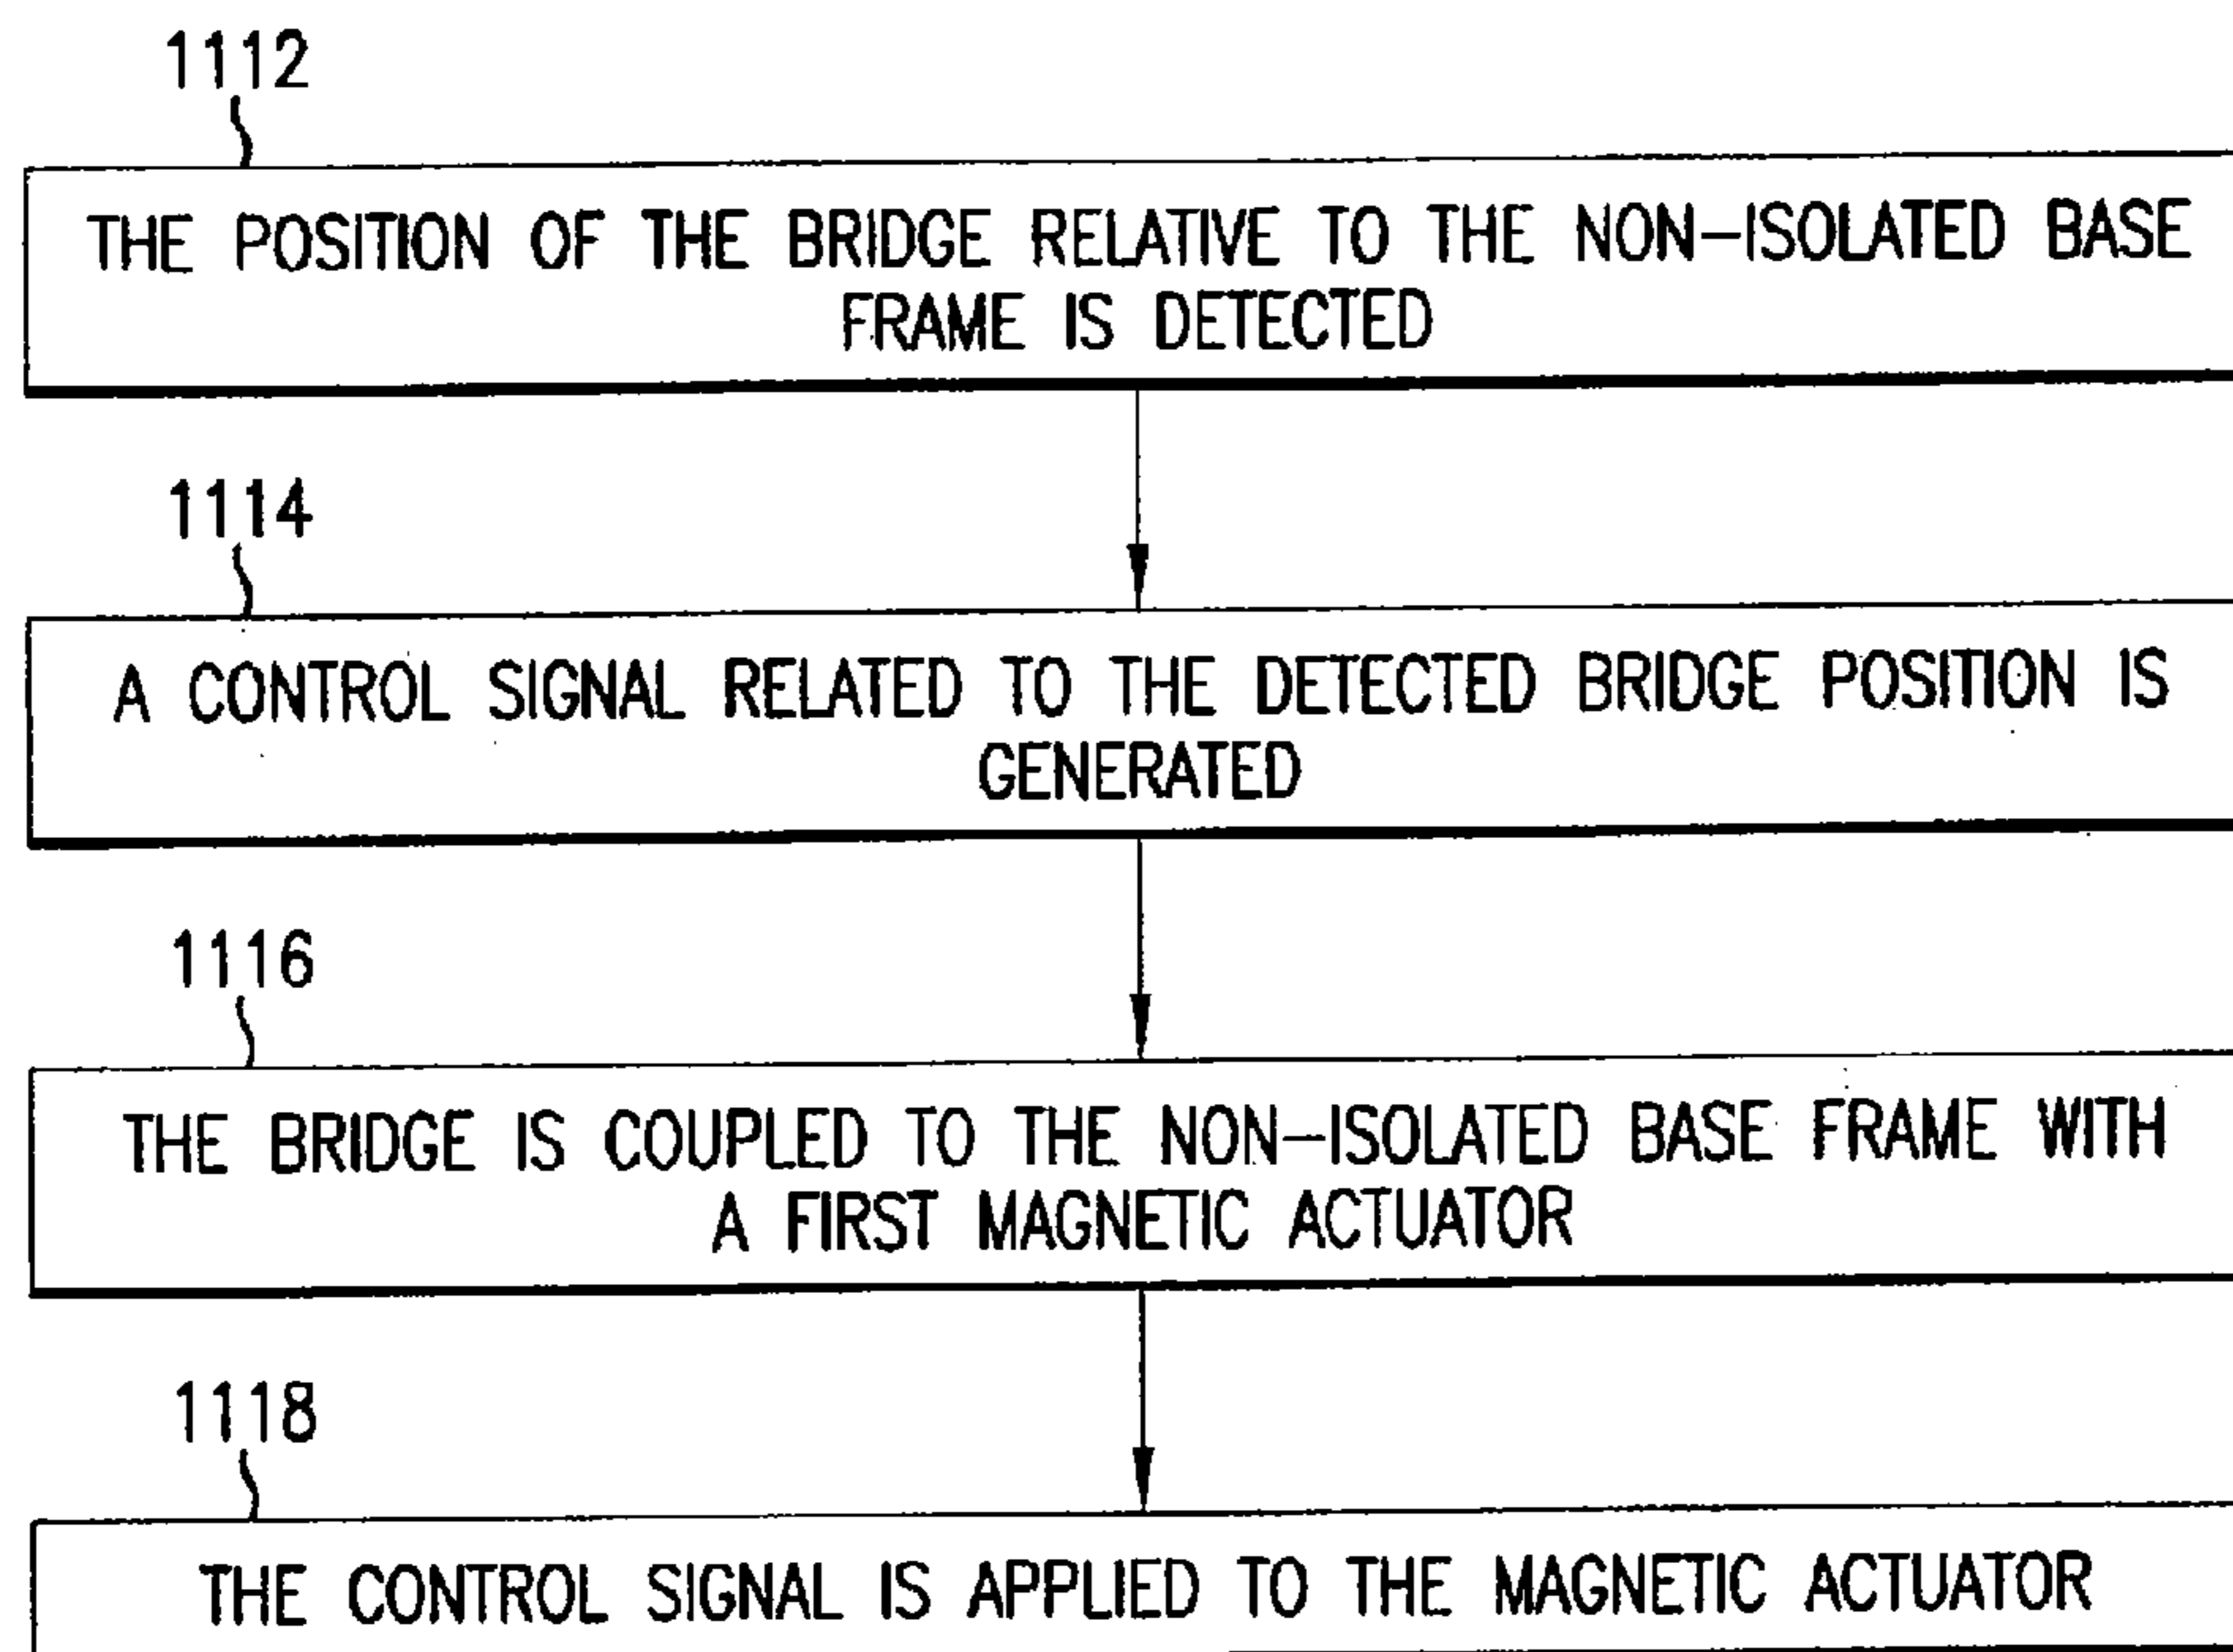 1112
THE POSITION OF THE BRIDGE RELATIVE TO THE NON-ISOLATED BASE
FRAME IS DETECTED
1114
A CONTROL SIGNAL RELATED TO THE DETECTED BRIDGE POSITION IS
GENERATED
1116
THE BRIDGE IS COUPLED TO THE NON-ISOLATED BASE FRAME WITH
A FIRST MAGNETIC ACTUATOR
1118
THE CONTROL SIGNAL IS APPLIED TO THE MAGNETIC ACTUATOR